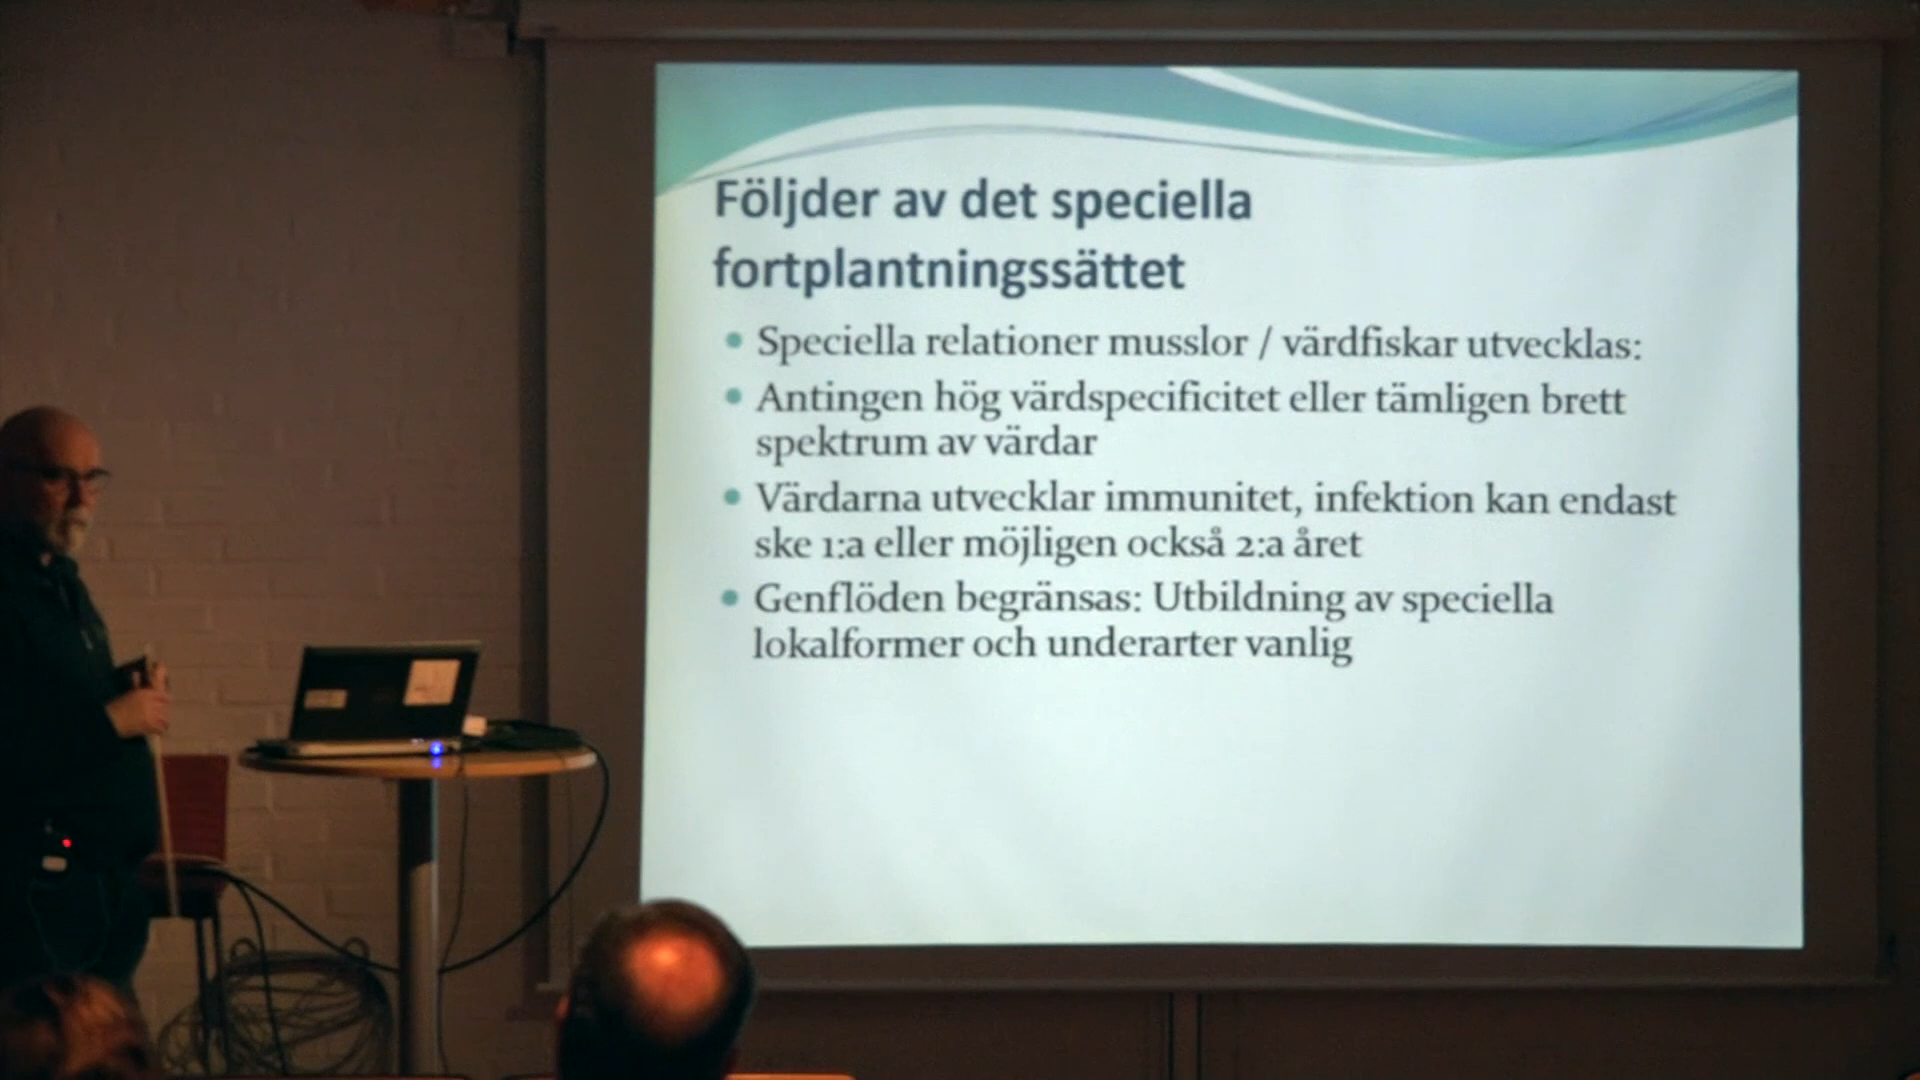 Följder av det speciella
fortplantningssättet
Speciella relationer musslor / värdfiskar utvecklas:
Antingen hög värdspecificitet eller tämligen brett
spektrum av värdar
Värdarna utvecklar immunitet, infektion kan endast
ske 1:a eller möjligen också 2:a året
Genflöden begränsas: Utbildning av speciella
lokalformer och underarter vanlig